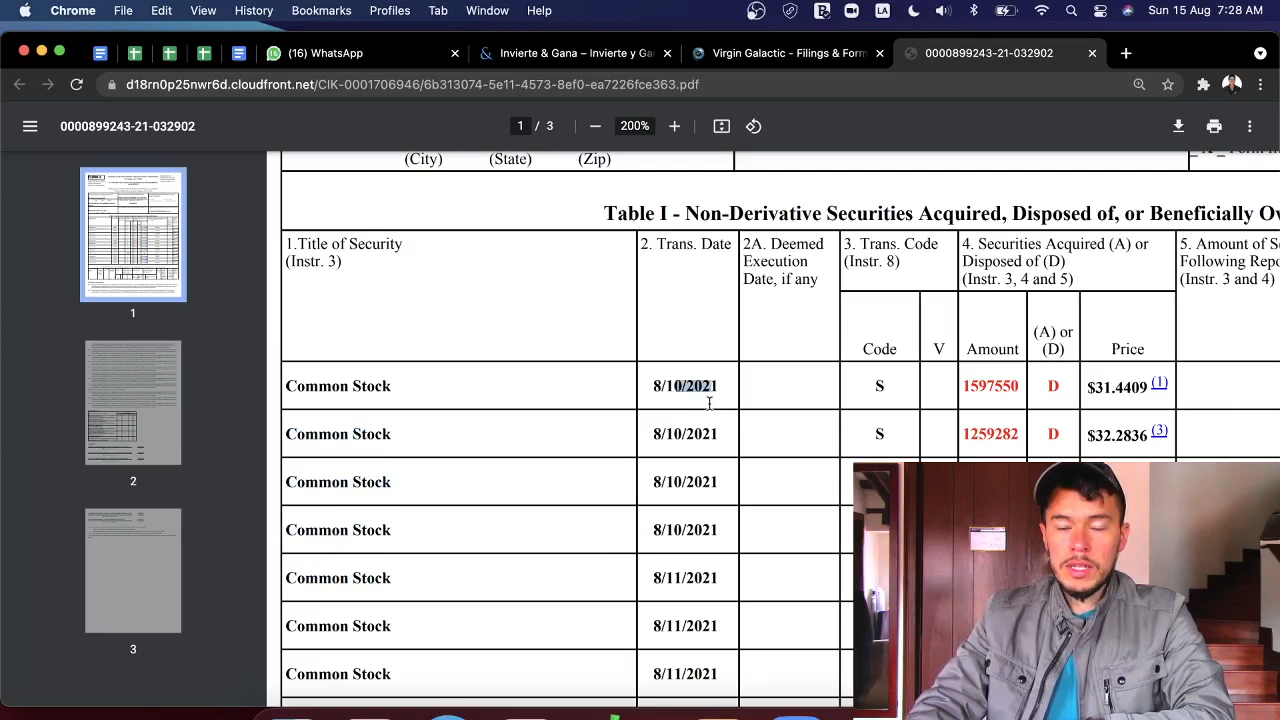 Chrome File Edit View History Bookmarks Profiles Tab Window Help LA Sun 15 Aug 7:28 AM
(16) WhatsApp Invierte & Gana – Invierte y Ga Virgin Galactic - Filings & Form 0000899243-21-032902
d18rn0p25nwr6d.cloudfront.net/CIK-0001706946/6b313074-5e11-4573-8ef0-ea7226fce363.pdf
0000899243-21-032902 1 / 3 200%
(City) (State) (Zip)
Table I - Non-Derivative Securities Acquired, Disposed of, or Beneficially Ov
1.Title of Security
(Instr. 3)
2. Trans. Date
2A. Deemed
Execution
Date, if any
3. Trans. Code
(Instr. 8)
4. Securities Acquired (A) or
Disposed of (D)
(Instr. 3, 4 and 5)
5. Amount of S
Following Repo
(Instr. 3 and 4)
Code V Amount (A) or (D) Price
Common Stock 8/10/2021 S 1597550 D $31.4409 (1)
Common Stock 8/10/2021 S 1259282 D $32.2836 (3)
Common Stock 8/10/2021
Common Stock 8/10/2021
Common Stock 8/11/2021
Common Stock 8/11/2021
Common Stock 8/11/2021
1
2
3